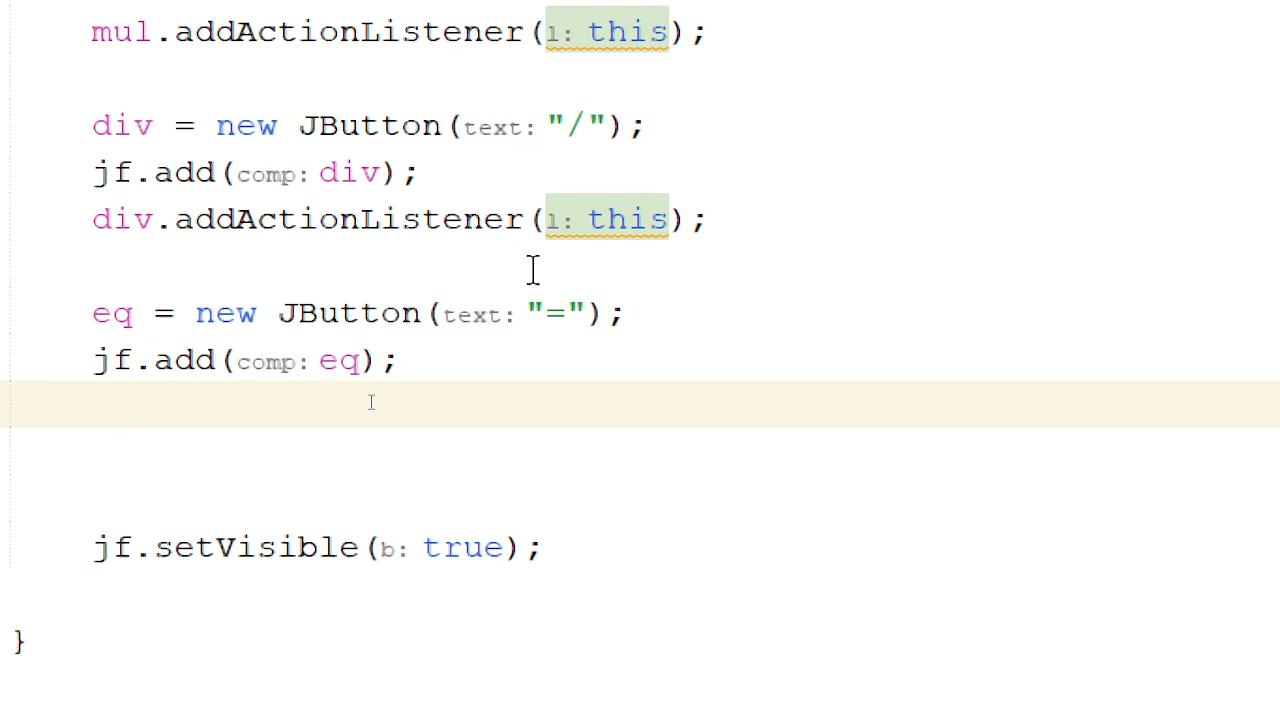 mul.addActionListener(l: this);
div = new JButton(text: "/");
jf.add(comp: div);
div.addActionListener(l: this);
eq = new JButton(text: "=");
jf.add(comp: eq);
jf.setVisible(b: true);
}